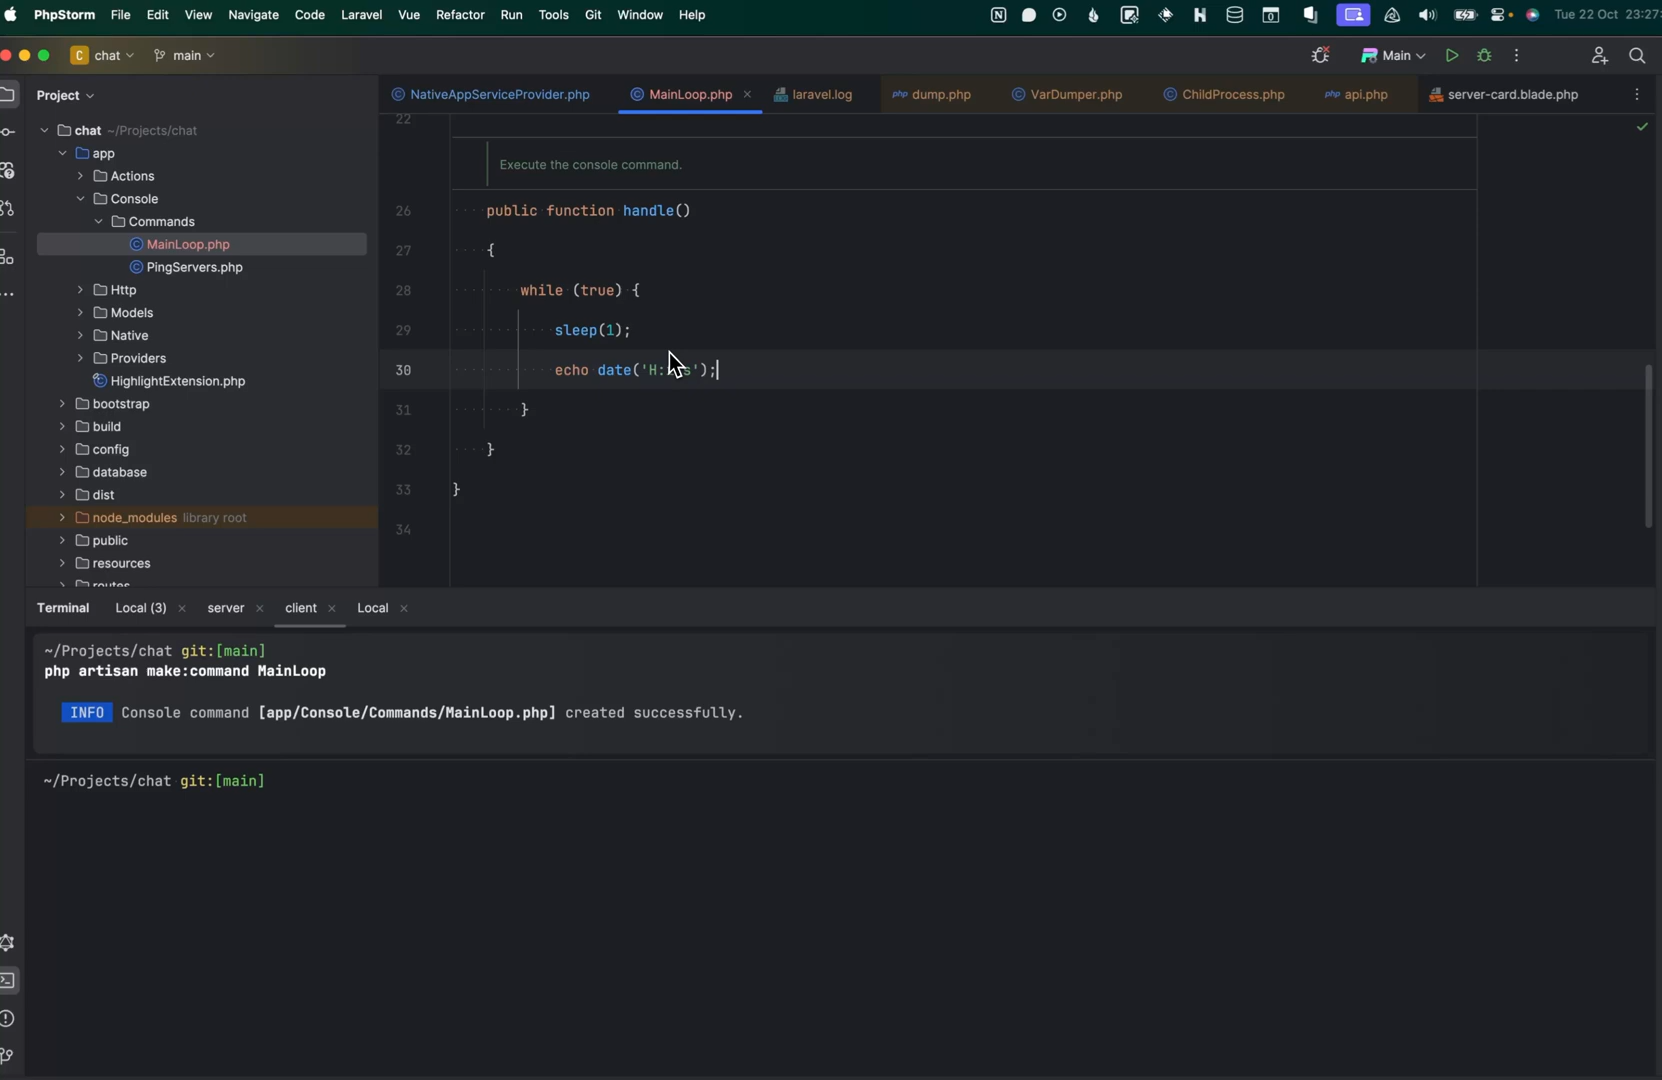 PhpStorm File Edit View Navigate Code Laravel Vue Refactor Run Tools Git Window Help Tue 22 Oct 23:27
C chat main Main
Project
NativeAppServiceProvider.php MainLoop.php laravel.log php dump.php VarDumper.php ChildProcess.php php api.php server-card.blade.php
chat ~/Projects/chat
app
Actions
Console
Commands
MainLoop.php
PingServers.php
Http
Models
Native
Providers
HighlightExtension.php
bootstrap
build
config
database
dist
node_modules library root
public
resources
routes
22
Execute the console command.
26 public function handle()
27 {
28 while (true) {
29 sleep(1);
30 echo date('H: s');
31 }
32 }
33 }
34
Terminal Local (3) server client Local
~/Projects/chat git:[main]
php artisan make:command MainLoop
INFO Console command [app/Console/Commands/MainLoop.php] created successfully.
~/Projects/chat git:[main]